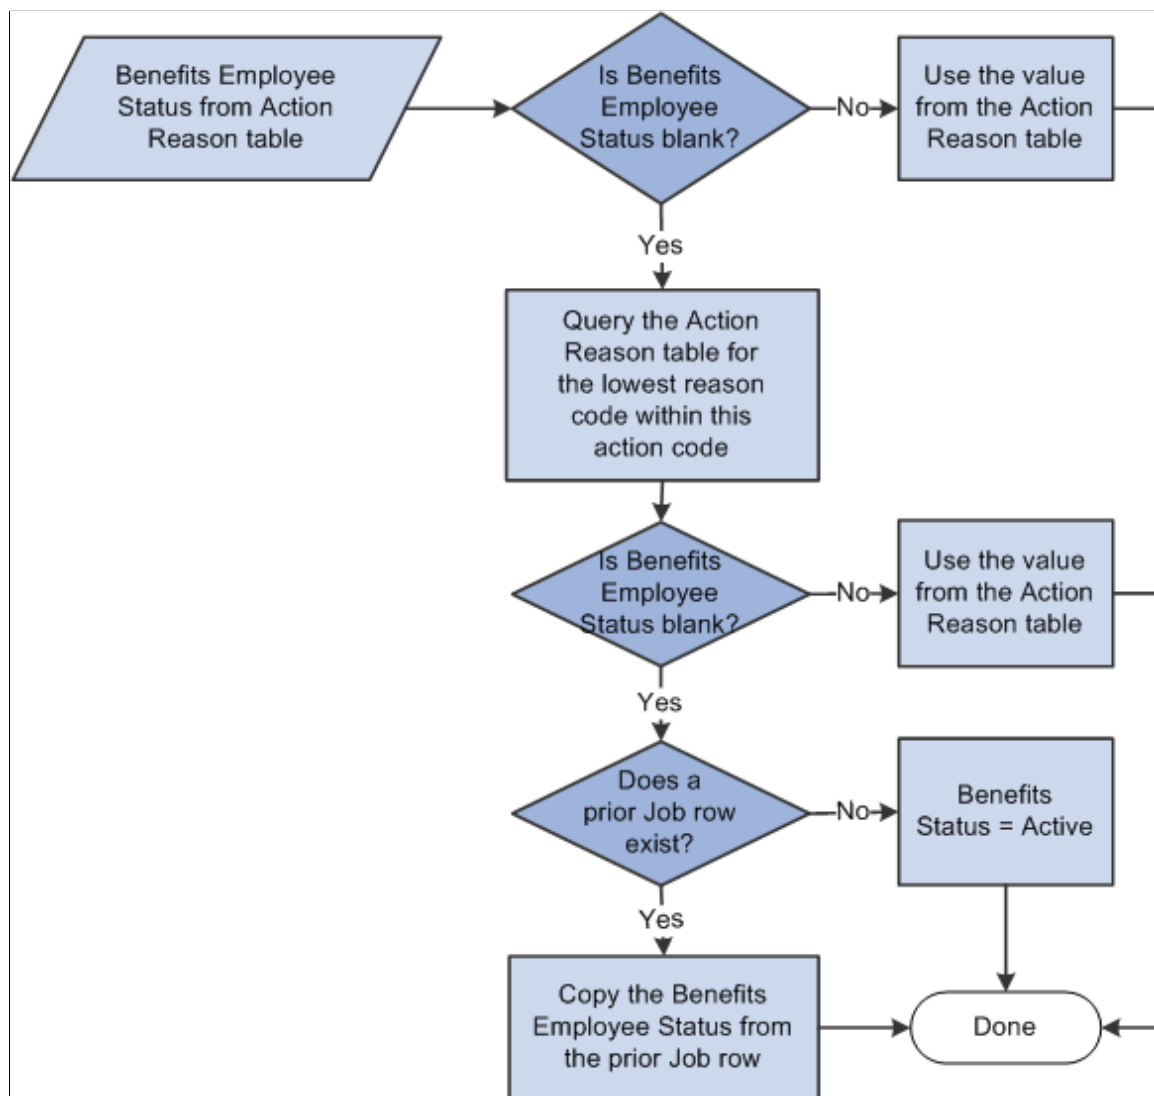 Benefits Employee
Status from Action
Reason table
Is Benefits
Employee
Status blank?
No
Use the value
from the Action
Reason table
Yes
Query the Action
Reason table for
the lowest reason
code within this
action code
Is Benefits
Employee
Status blank?
No
Use the value
from the Action
Reason table
Yes
Does a
prior Job row
exist?
No
Benefits
Status = Active
Yes
Copy the Benefits
Employee Status from
the prior Job row
Done